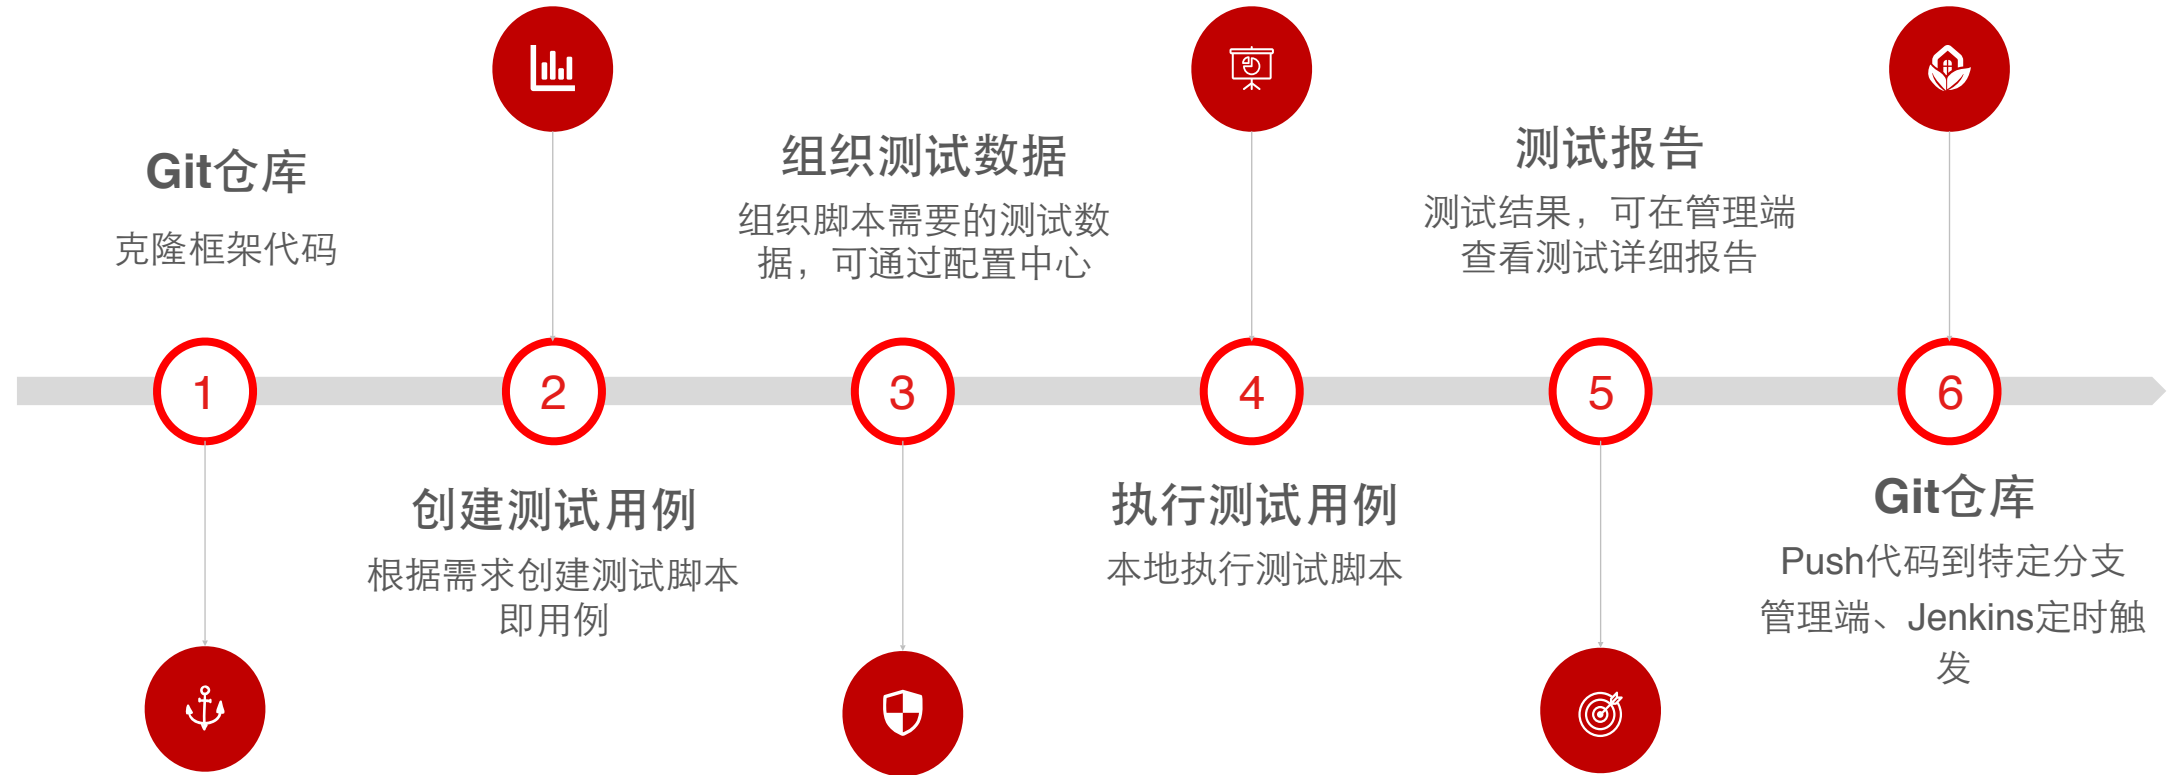 Git仓库
克隆框架代码
1
2
创建测试用例
根据需求创建测试脚本
即用例
组织测试数据
组织脚本需要的测试数
据，可通过配置中心
3
4
执行测试用例
本地执行测试脚本
测试报告
测试结果，可在管理端
查看测试详细报告
5
6
Git仓库
Push代码到特定分支
管理端、Jenkins定时触
发